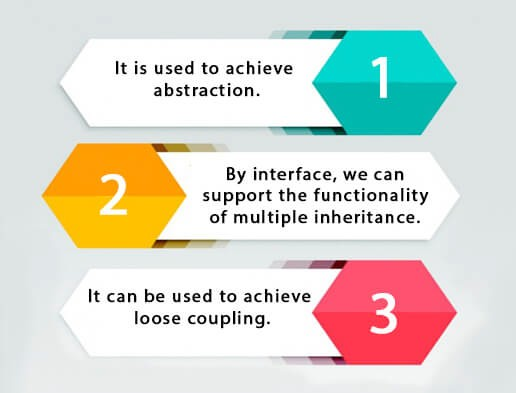 It is used to achieve
abstraction.
1
2
By interface, we can
support the functionality
of multiple inheritance.
It can be used to achieve
loose coupling.
3